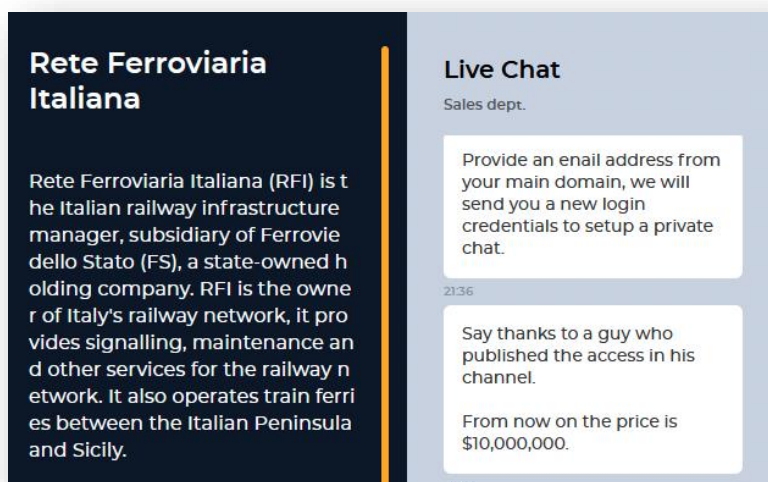 Rete Ferroviaria
Italiana
Rete Ferroviaria Italiana (RFI) is t
he Italian railway infrastructure
manager, subsidiary of Ferrovie
dello Stato (FS), a state-owned h
olding company. RFI is the owne
r of Italy's railway network, it pro
vides signalling, maintenance an
d other services for the railway n
etwork. It also operates train ferri
es between the Italian Peninsula
and Sicily.
Live Chat
Sales dept.
Provide an enail address from
your main domain, we will
send you a new login
credentials to setup a private
chat.
21:36
Say thanks to a guy who
published the access in his
channel.
From now on the price is
$10,000,000.